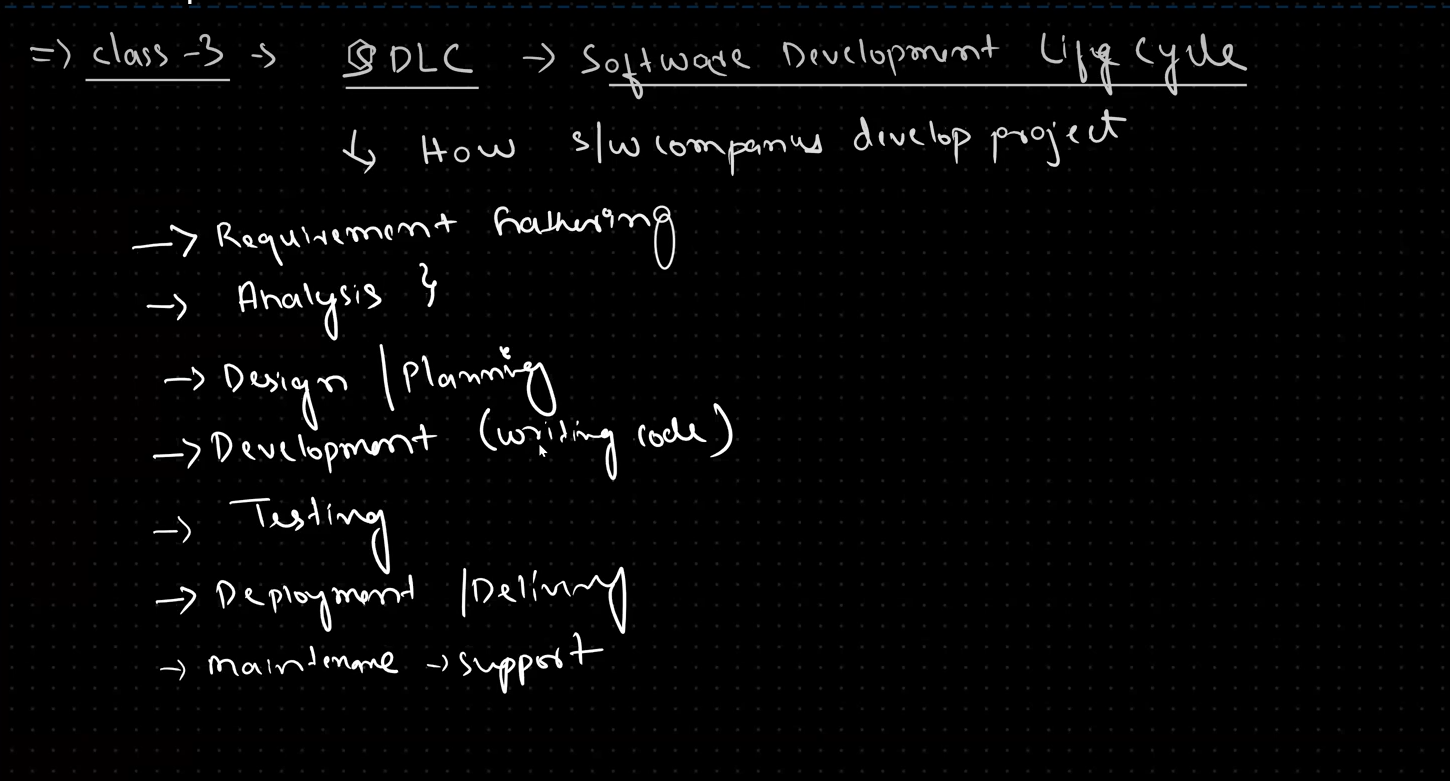 => class-3 → SDLC → Software Development Life Cycle
↳ How s/w companies develop project
→ Requirement Gathering
→ Analysis }
→ Design / Planning
→ Development (writing code)
→ Testing
→ Deployment / Delivery
→ maintenance → support